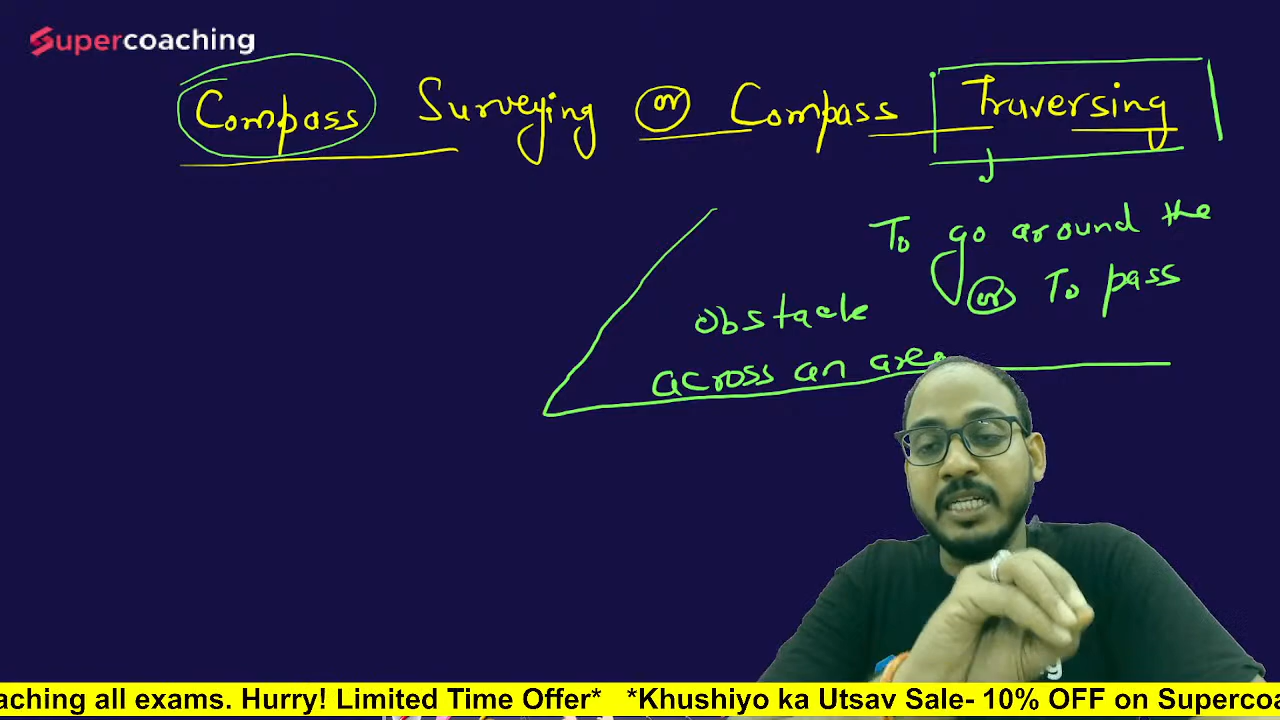 Supercoaching
Compass Surveying or Compass Traversing
To go around the
obstacle or To pass
across an area
ng
aching all exams. Hurry! Limited Time Offer* *Khushiyo ka Utsav Sale- 10% OFF on Supercoa